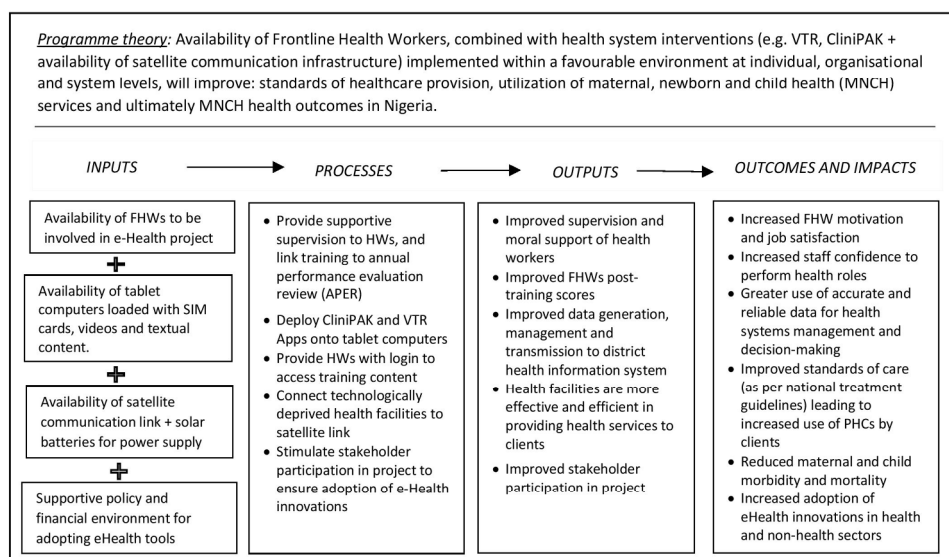 Programme theory: Availability of Frontline Health Workers, combined with health system interventions (e.g. VTR, CliniPAK +
availability of satellite communication infrastructure) implemented within a favourable environment at individual, organisational
and system levels, will improve: standards of healthcare provision, utilization of maternal, newborn and child health (MNCH)
services and ultimately MNCH health outcomes in Nigeria.
INPUTS
PROCESSES
OUTPUTS
OUTCOMES AND IMPACTS
Availability of FHWs to be
involved in e-Health project
+
Availability of tablet
computers loaded with SIM
cards, videos and textual
content.
+
Availability of satellite
communication link + solar
batteries for power supply
+
Supportive policy and
financial environment for
adopting eHealth tools
• Provide supportive
supervision to HWs, and
link training to annual
performance evaluation
review (APER)
• Deploy CliniPAK and VTR
Apps onto tablet computers
• Provide HWs with login to
access training content
• Connect technologically
deprived health facilities to
satellite link
• Stimulate stakeholder
participation in project to
ensure adoption of e-Health
innovations
• Improved supervision and
moral support of health
workers
• Improved FHWs post-
training scores
• Improved data generation,
management and
transmission to district
health information system
• Health facilities are more
effective and efficient in
providing health services to
clients
• Improved stakeholder
participation in project
• Increased FHW motivation
and job satisfaction
• Increased staff confidence to
perform health roles
• Greater use of accurate and
reliable data for health
systems management and
decision-making
• Improved standards of care
(as per national treatment
guidelines) leading to
increased use of PHCs by
clients
• Reduced maternal and child
morbidity and mortality
• Increased adoption of
eHealth innovations in health
and non-health sectors